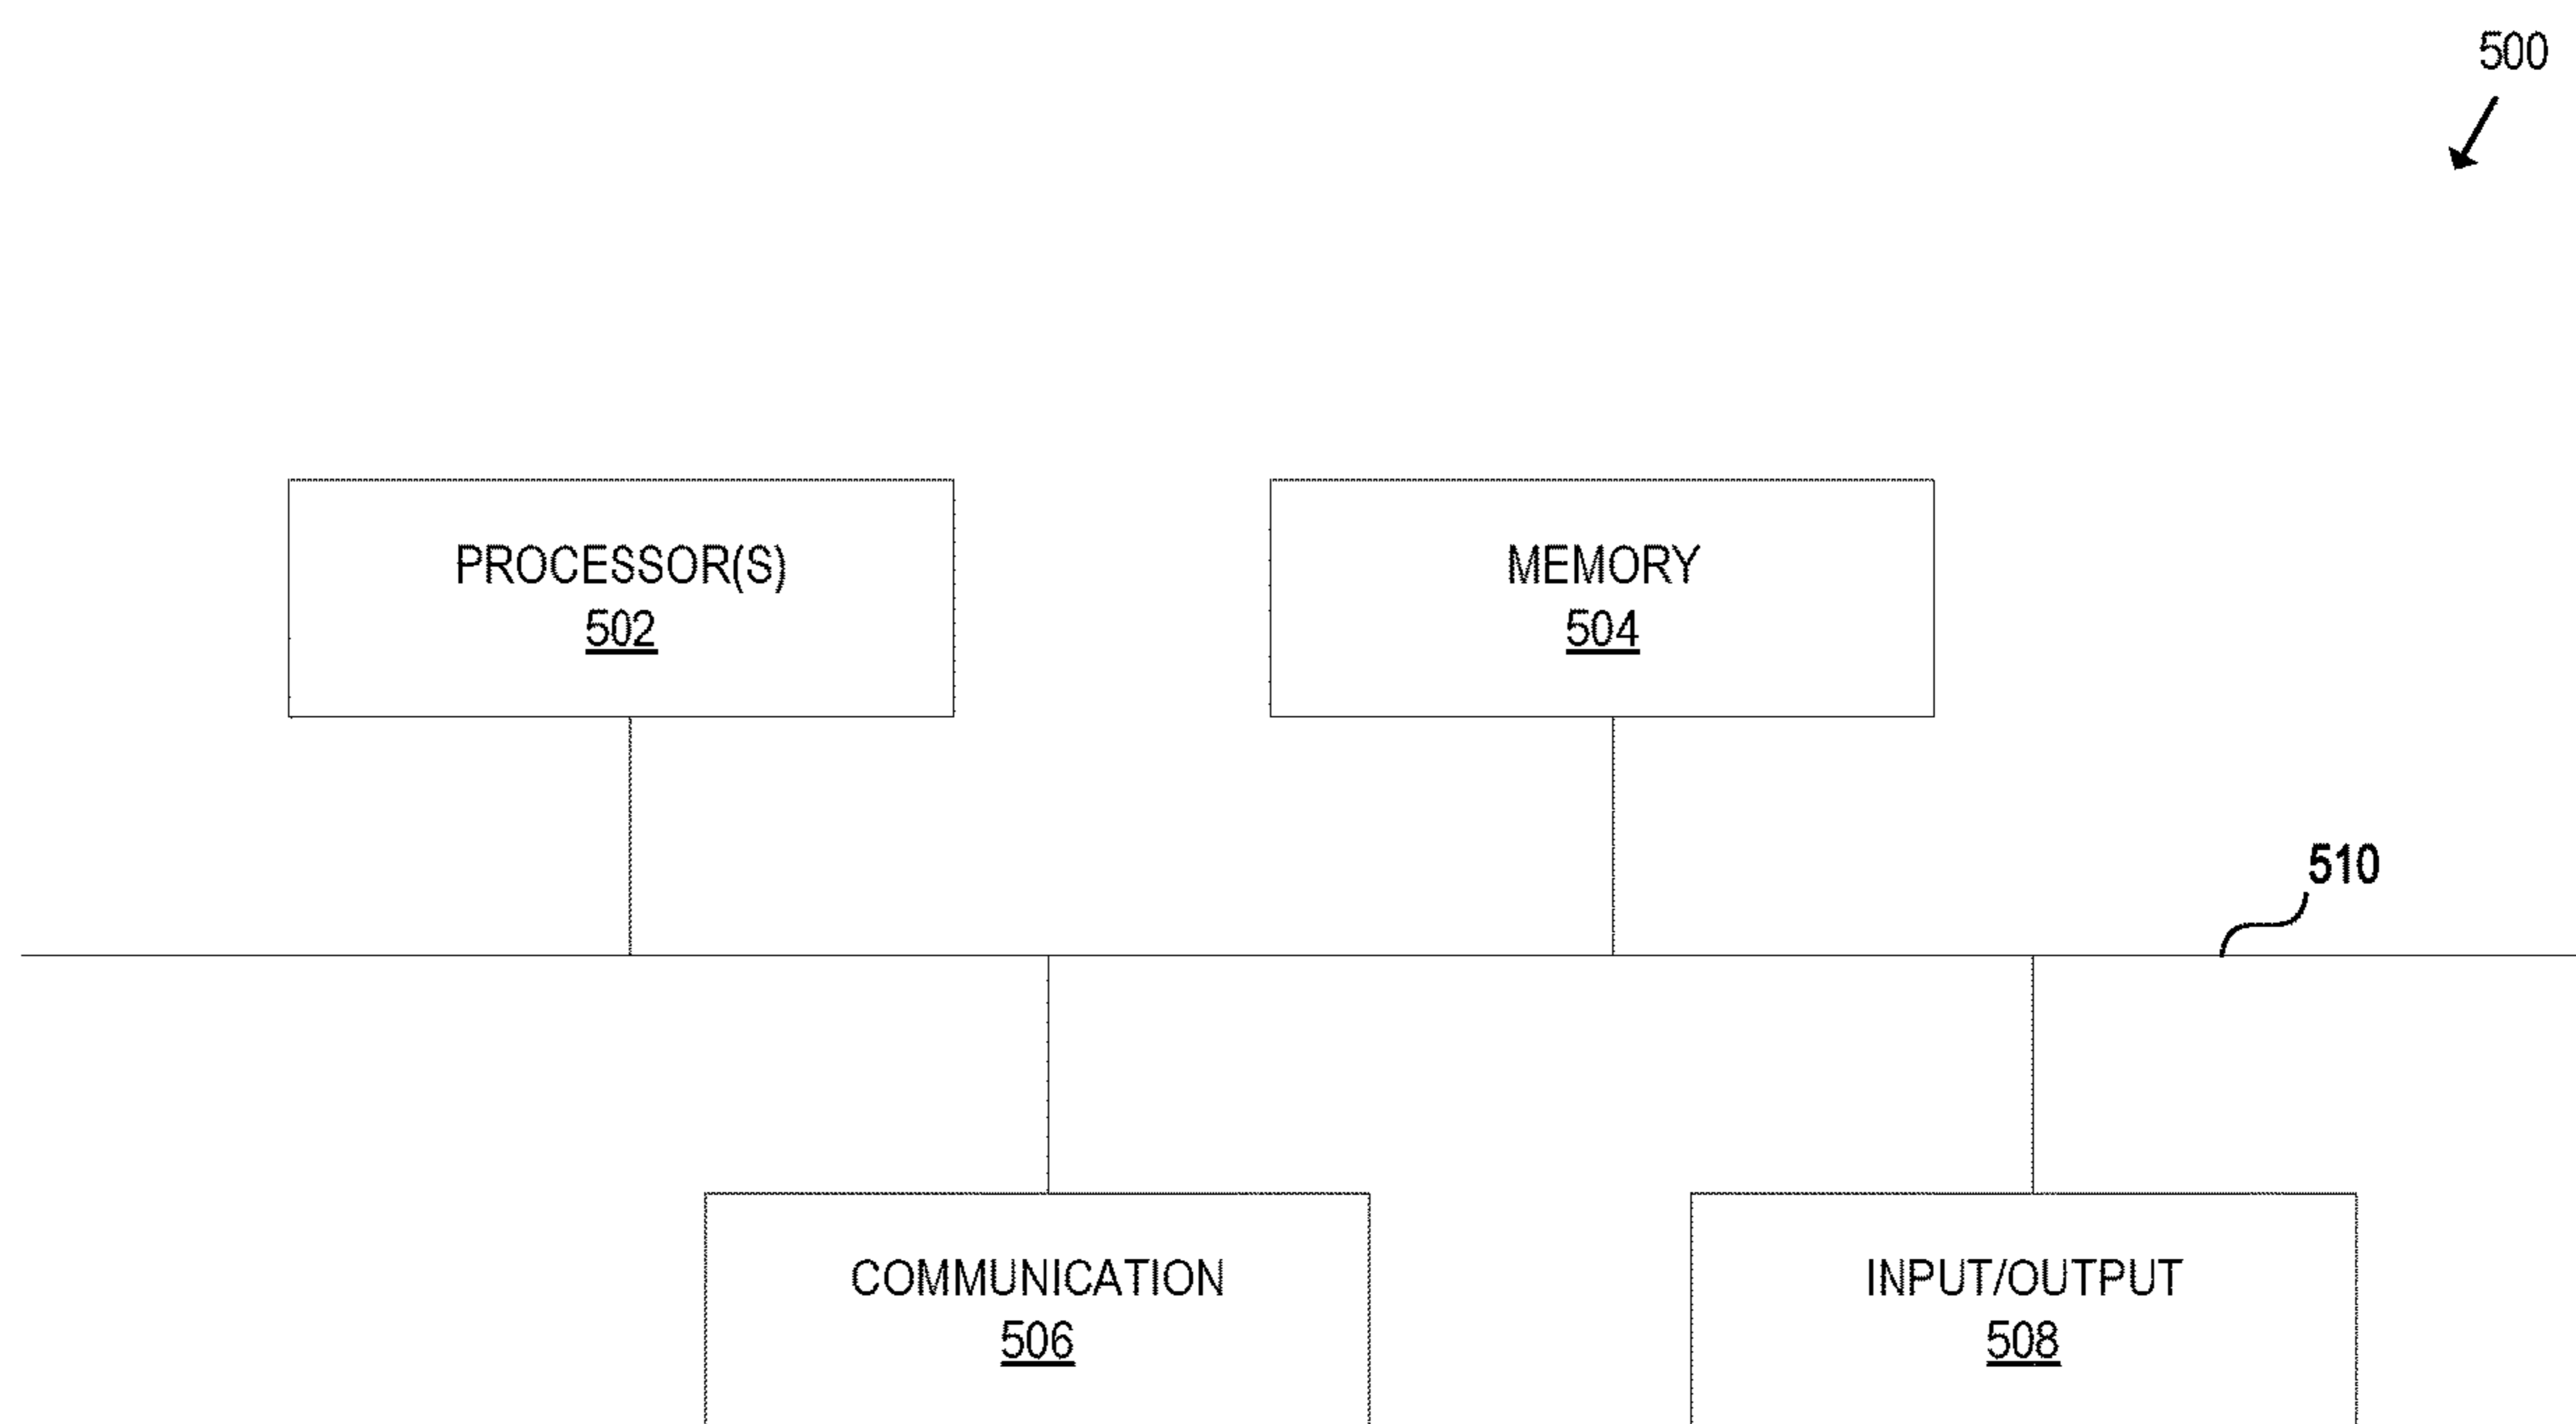 500
PROCESSOR(S)
502
MEMORY
504
510
COMMUNICATION
506
INPUT/OUTPUT
508